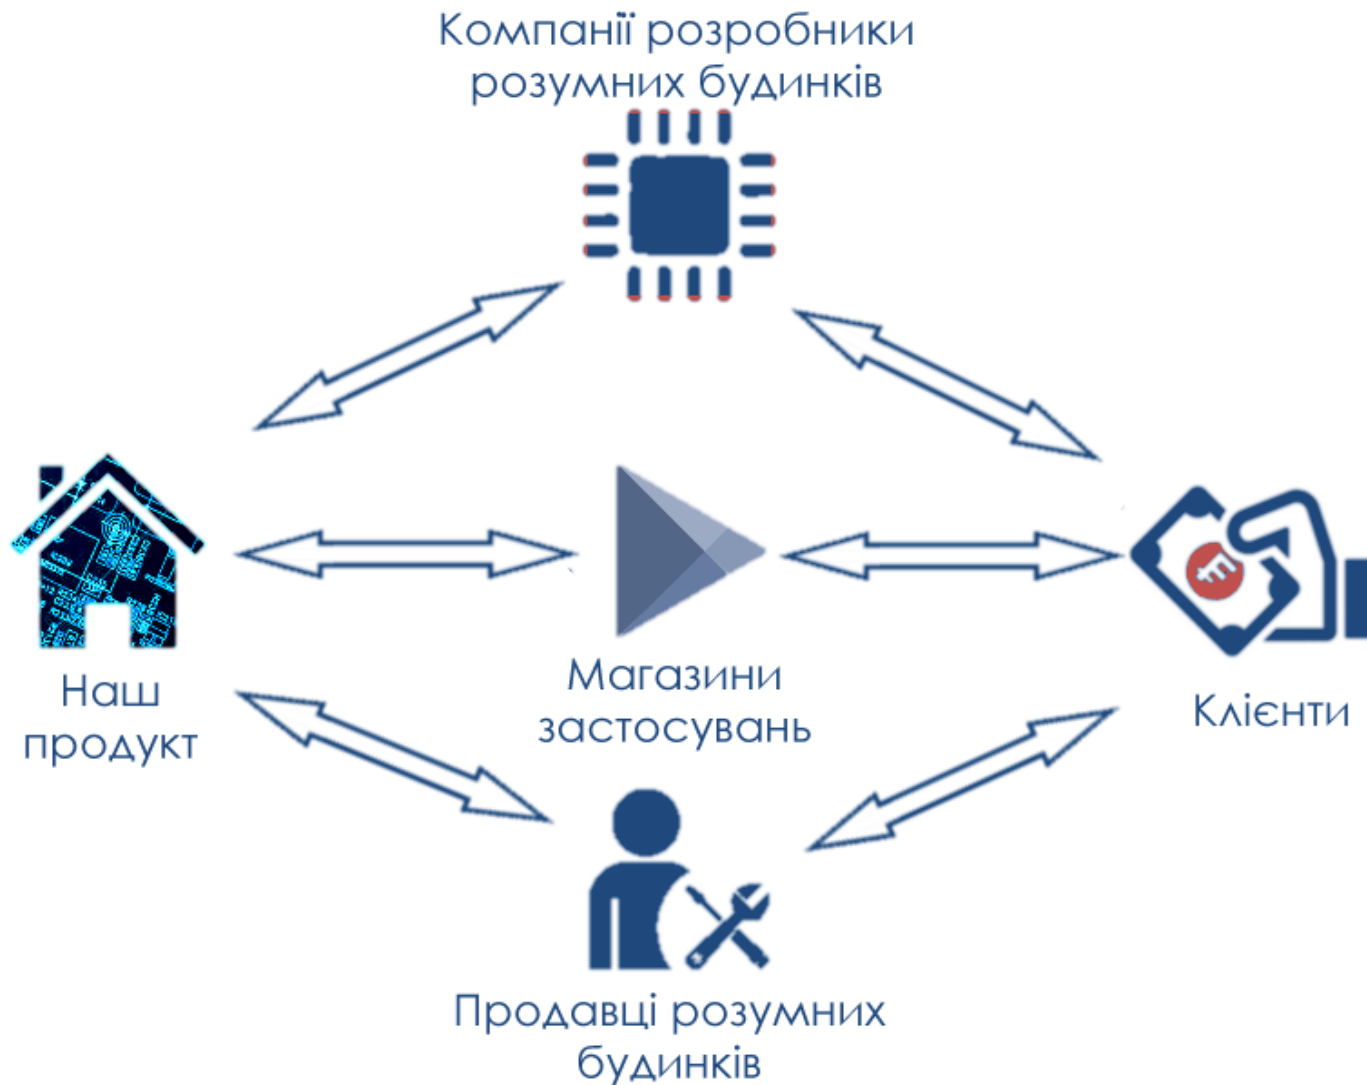 Компанії розробники
розумних будинків
Наш
продукт
Магазини
застосувань
Клієнти
Продавці розумних
будинків